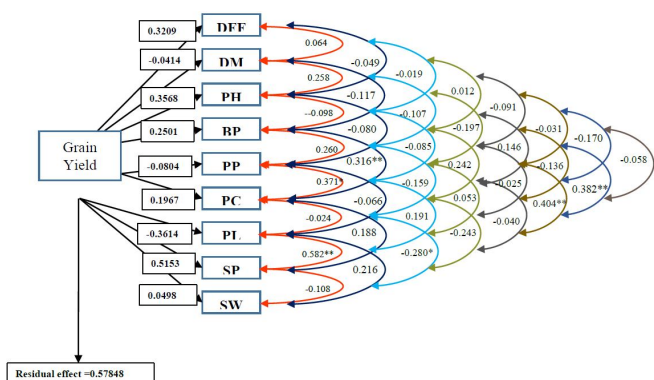 0.3209 DFF
0.064
-0.0414 DM -0.049
-0.019
0.258 0.012
0.3568 PH -0.117 -0.091
-0.107 -0.031
--0.098 -0.197 -0.170
0.2501 BP -0.080
Grain
Yield
0.260 -0.085 0.146 -0.136 -0.058
-0.0804 PP 0.316** 0.242
0.371* -0.159 -0.025 0.382**
0.1967 PC -0.066 0.053 0.404**
-0.024 0.191 -0.040
-0.3614 PL 0.188 -0.243
0.582** -0.280*
0.5153 SP 0.216
-0.108
0.0498 SW
Residual effect =0.57848